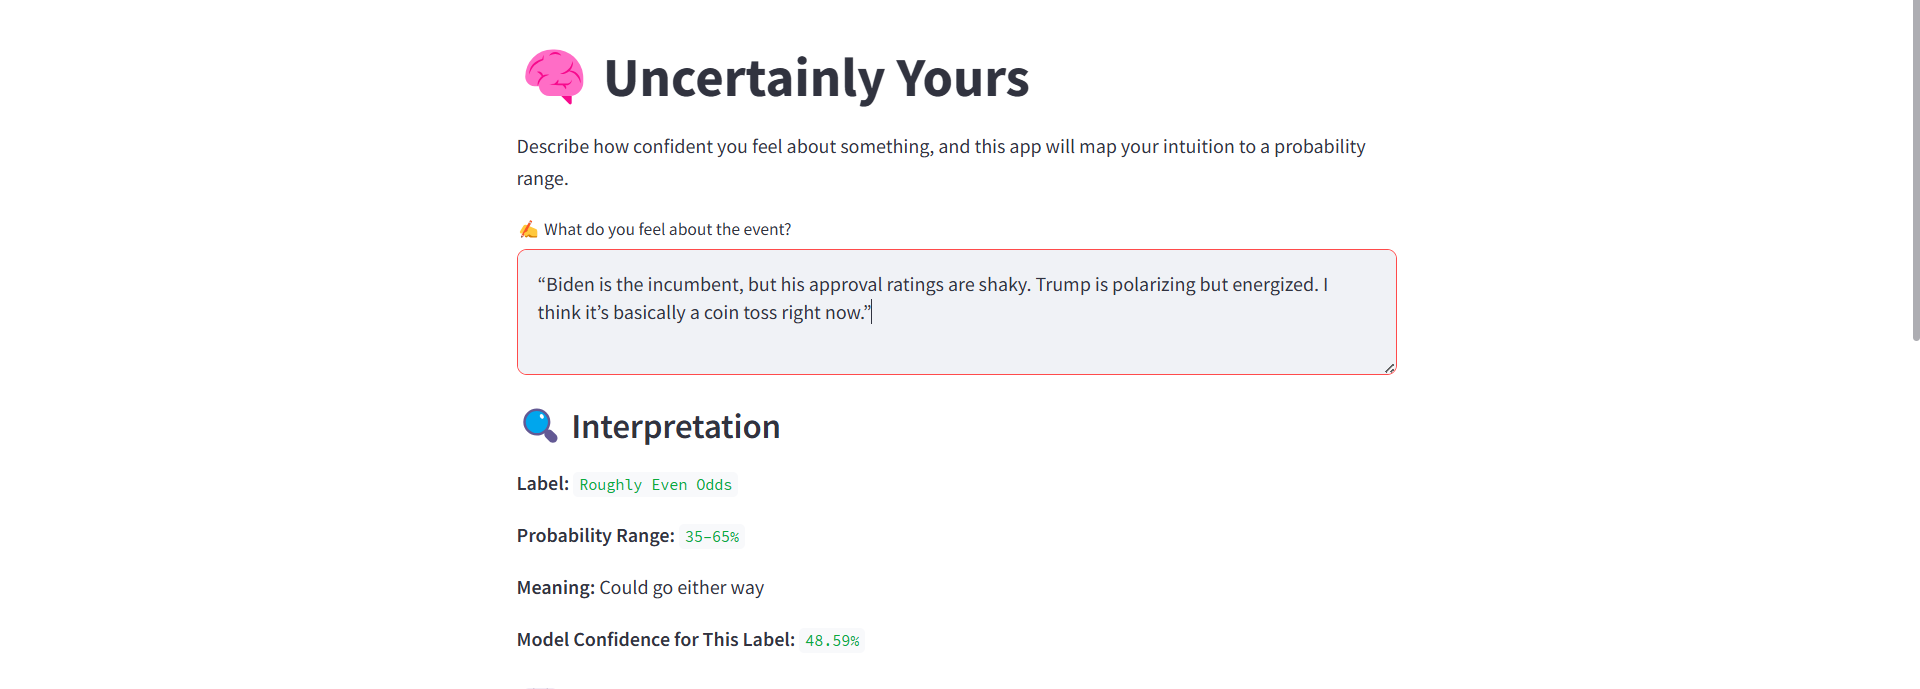 Uncertainly Yours
Describe how confident you feel about something, and this app will map your intuition to a probability
range.
✍️ What do you feel about the event?
“Biden is the incumbent, but his approval ratings are shaky. Trump is polarizing but energized. I
think it’s basically a coin toss right now.”
Interpretation
Label: Roughly Even Odds
Probability Range: 35–65%
Meaning: Could go either way
Model Confidence for This Label: 48.59%